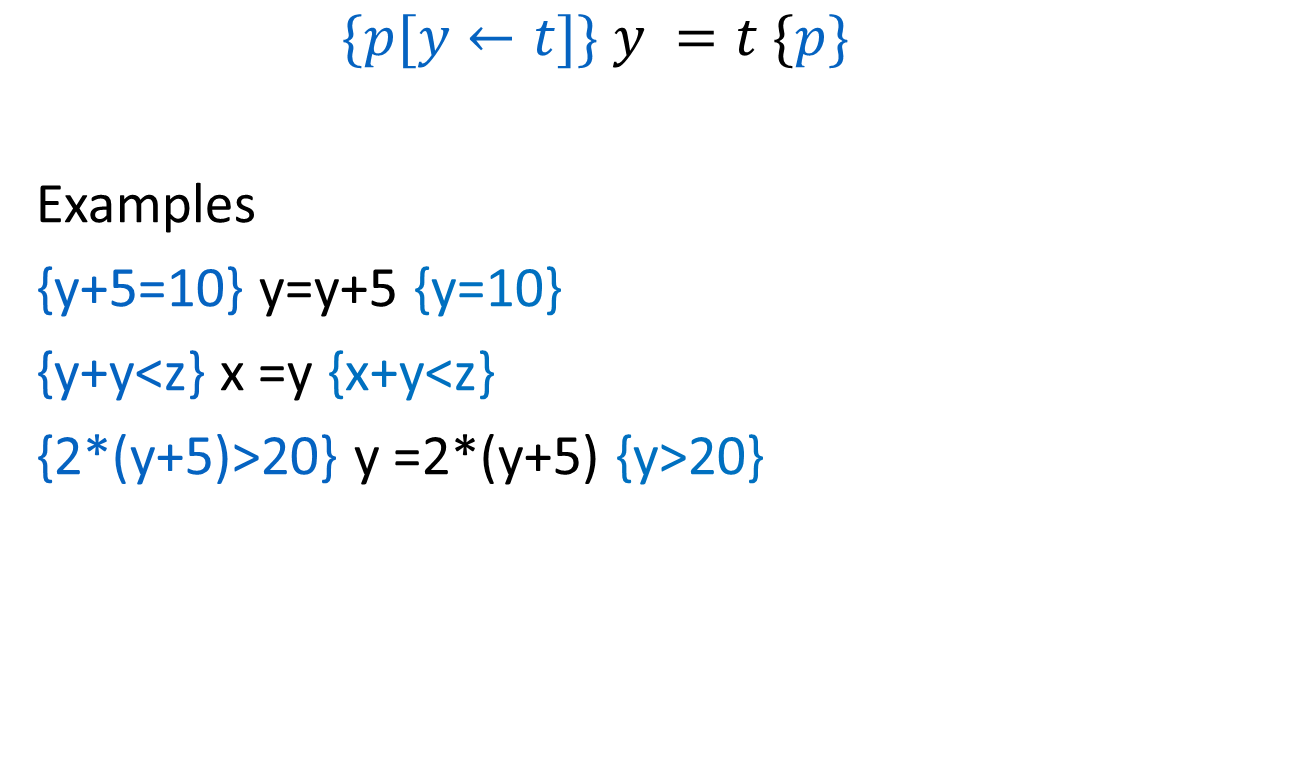 {p[y ← t]} y = t {p}
Examples
{y+5=10} y=y+5 {y=10}
{y+y<z} x =y {x+y<z}
{2*(y+5)>20} y =2*(y+5) {y>20}